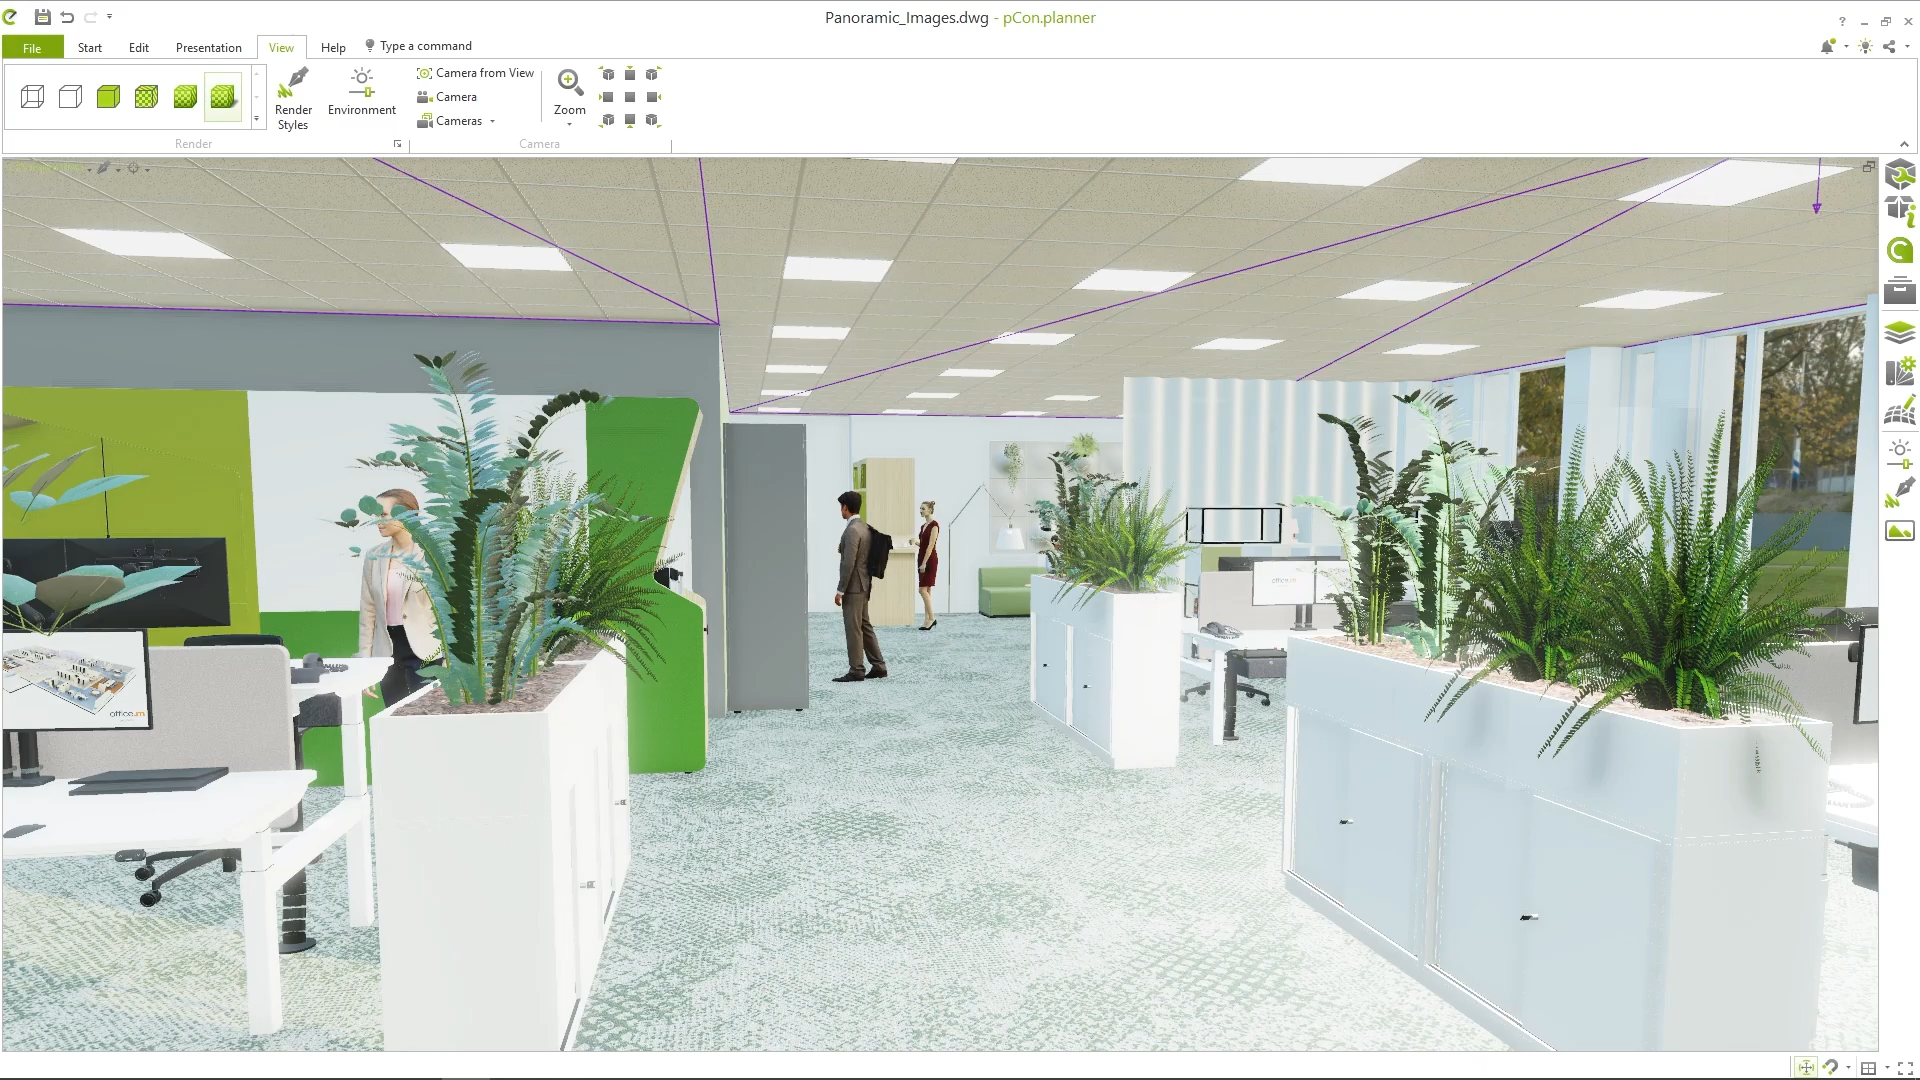 Panoramic_Images.dwg - pCon.planner
?
File Start Edit Presentation View Help Type a command
Render Styles
Environment
Camera from View
Camera
Cameras
Zoom
Render
Camera
office
office